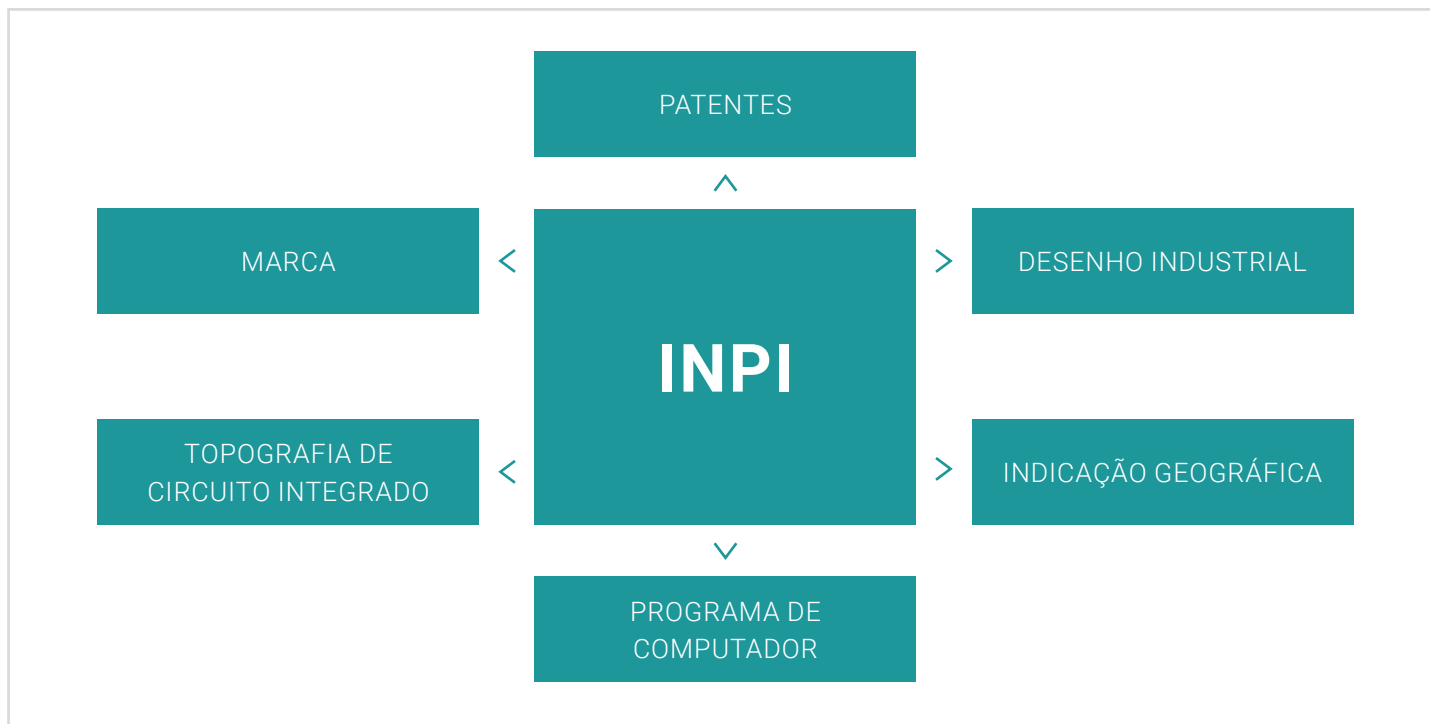 PATENTES
MARCA
DESENHO INDUSTRIAL
INPI
TOPOGRAFIA DE
CIRCUITO INTEGRADO
INDICAÇÃO GEOGRÁFICA
PROGRAMA DE
COMPUTADOR